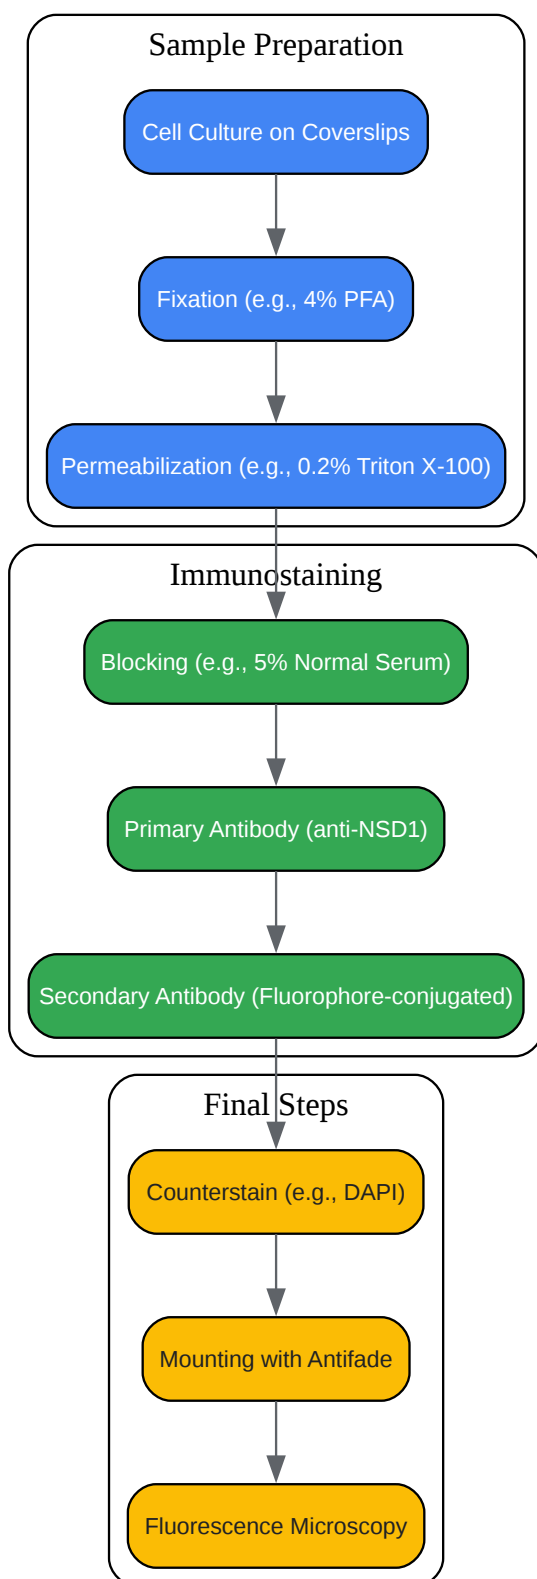 Sample Preparation
Cell Culture on Coverslips
Fixation (e.g., 4% PFA)
Permeabilization (e.g., 0.2% Triton X-100)
Immunostaining
Blocking (e.g., 5% Normal Serum)
Primary Antibody (anti-NSD1)
Secondary Antibody (Fluorophore-conjugated)
Final Steps
Counterstain (e.g., DAPI)
Mounting with Antifade
Fluorescence Microscopy